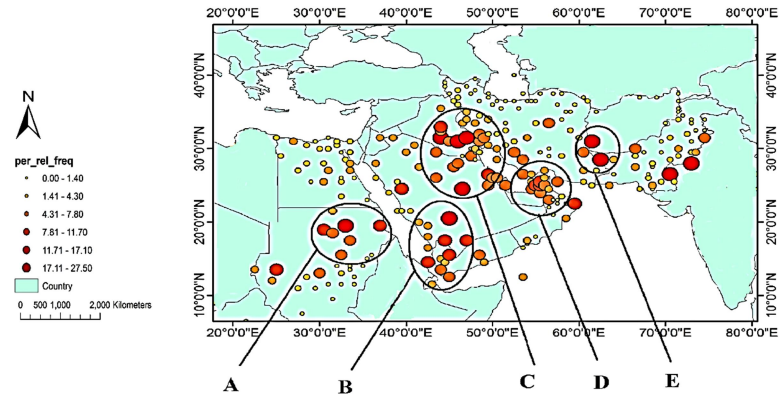 20°0'0"E 30°0'0"E 40°0'0"E 50°0'0"E 60°0'0"E 70°0'0"E 80°0'0"E
40°0'0"N 40°0'0"N
30°0'0"N 30°0'0"N
20°0'0"N 20°0'0"N
10°0'0"N 10°0'0"N
N
per_rel_freq
0.00 - 1.40
1.41 - 4.30
4.31 - 7.80
7.81 - 11.70
11.71 - 17.10
17.11 - 27.50
Country
0 500 1,000 2,000 Kilometers
20°0'0"E 30°0'0"E 40°0'0"E 50°0'0"E 60°0'0"E 70°0'0"E 80°0'0"E
A B C D E